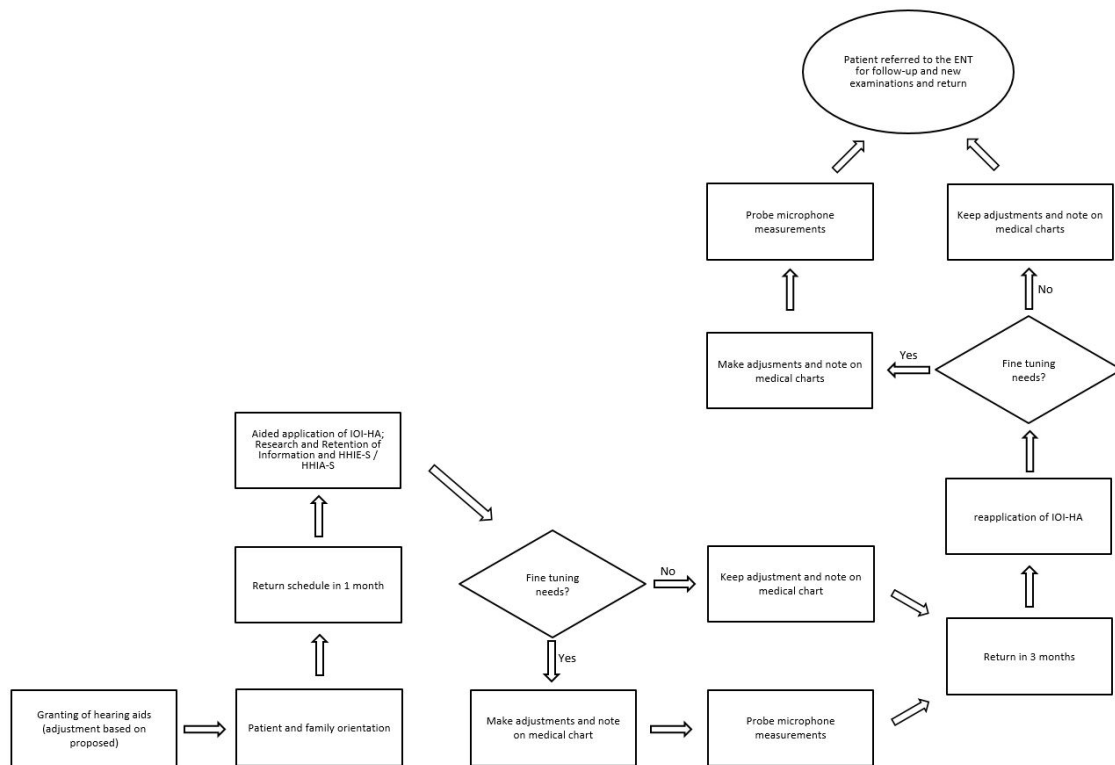 Patient referred to the ENT
for follow-up and new
examinations and return
Probe microphone
measurements
Keep adjustments and note on
medical charts
No
Make adjusments and note on
medical charts
Yes
Fine tuning
needs?
Aided application of IOI-HA;
Research and Retention of
Information and HHIE-S /
HHIA-S
reapplication of IOI-HA
Return schedule in 1 month
Fine tuning
needs?
No
Keep adjustment and note on
medical chart
Yes
Return in 3 months
Granting of hearing aids
(adjustment based on
proposed)
Patient and family orientation
Make adjustments and note
on medical chart
Probe microphone
measurements